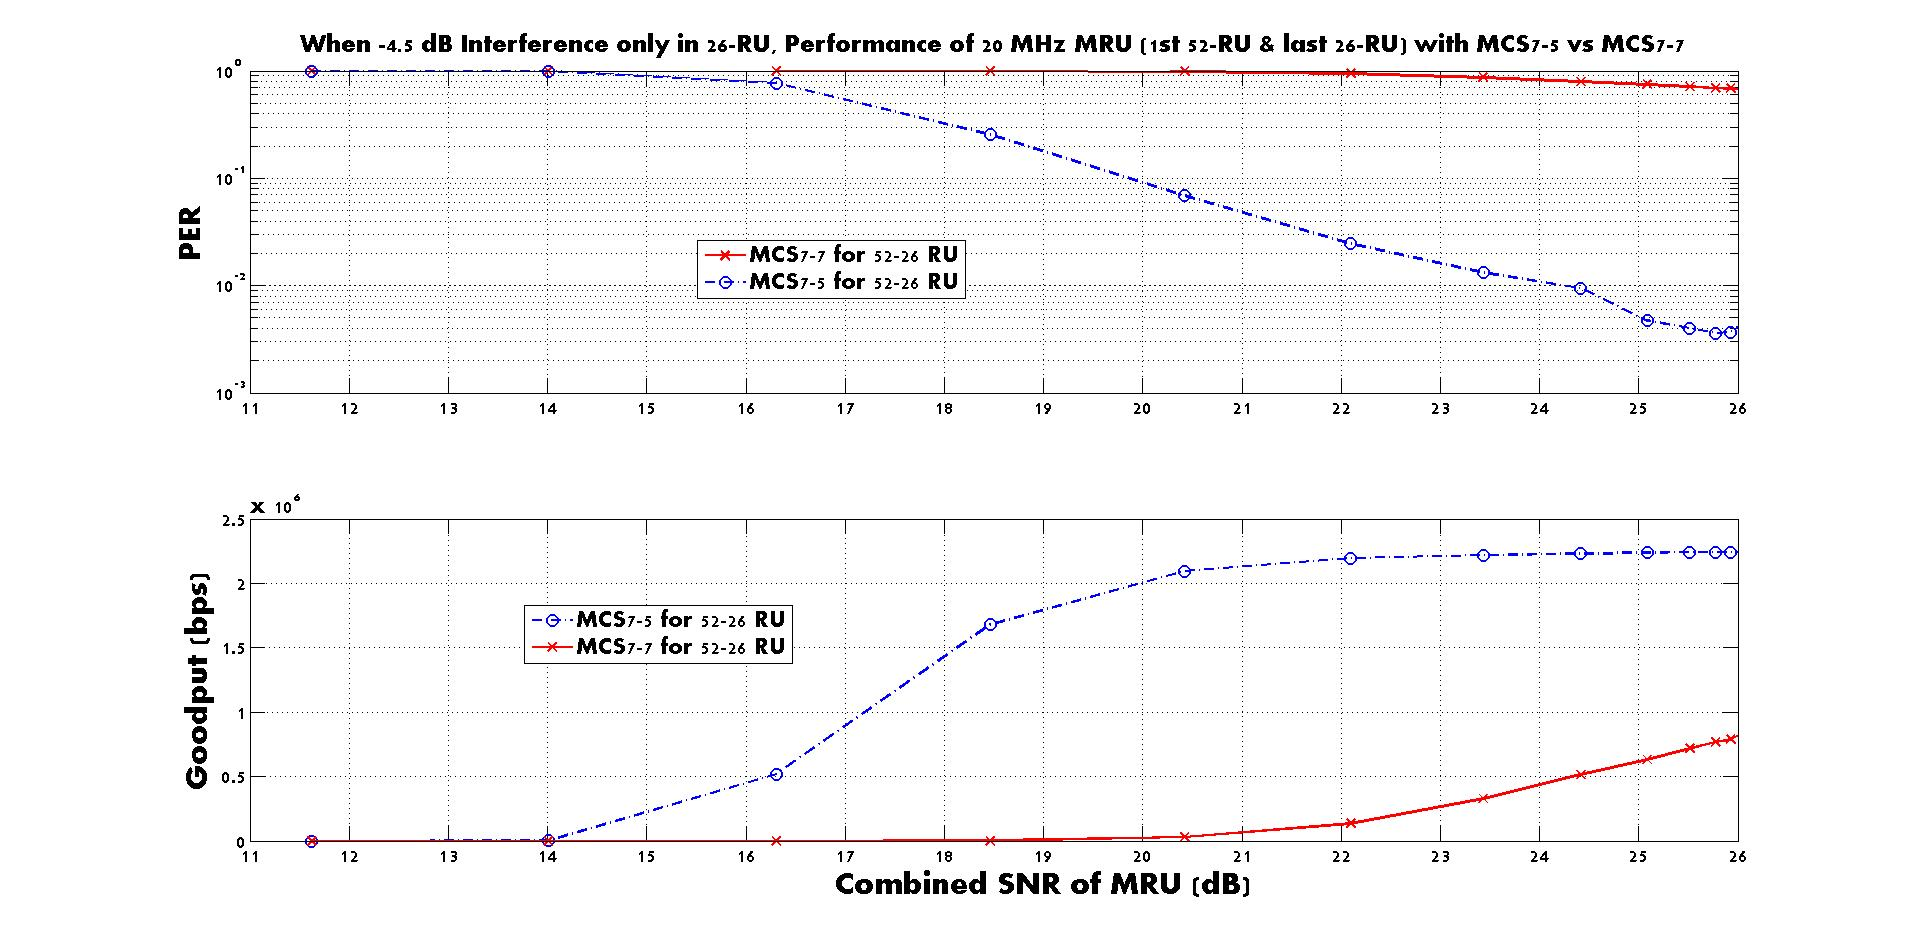 When -4.5 dB Interference only in 26-RU, Performance of 20 MHz MRU (1st 52-RU & last 26-RU) with MCS7-5 vs MCS7-7
10^0
10^-1
10^-2
10^-3
PER
MCS7-7 for 52-26 RU
MCS7-5 for 52-26 RU
11 12 13 14 15 16 17 18 19 20 21 22 23 24 25 26
x 10^6
2.5
2
1.5
1
0.5
0
Goodput (bps)
MCS7-5 for 52-26 RU
MCS7-7 for 52-26 RU
11 12 13 14 15 16 17 18 19 20 21 22 23 24 25 26
Combined SNR of MRU (dB)